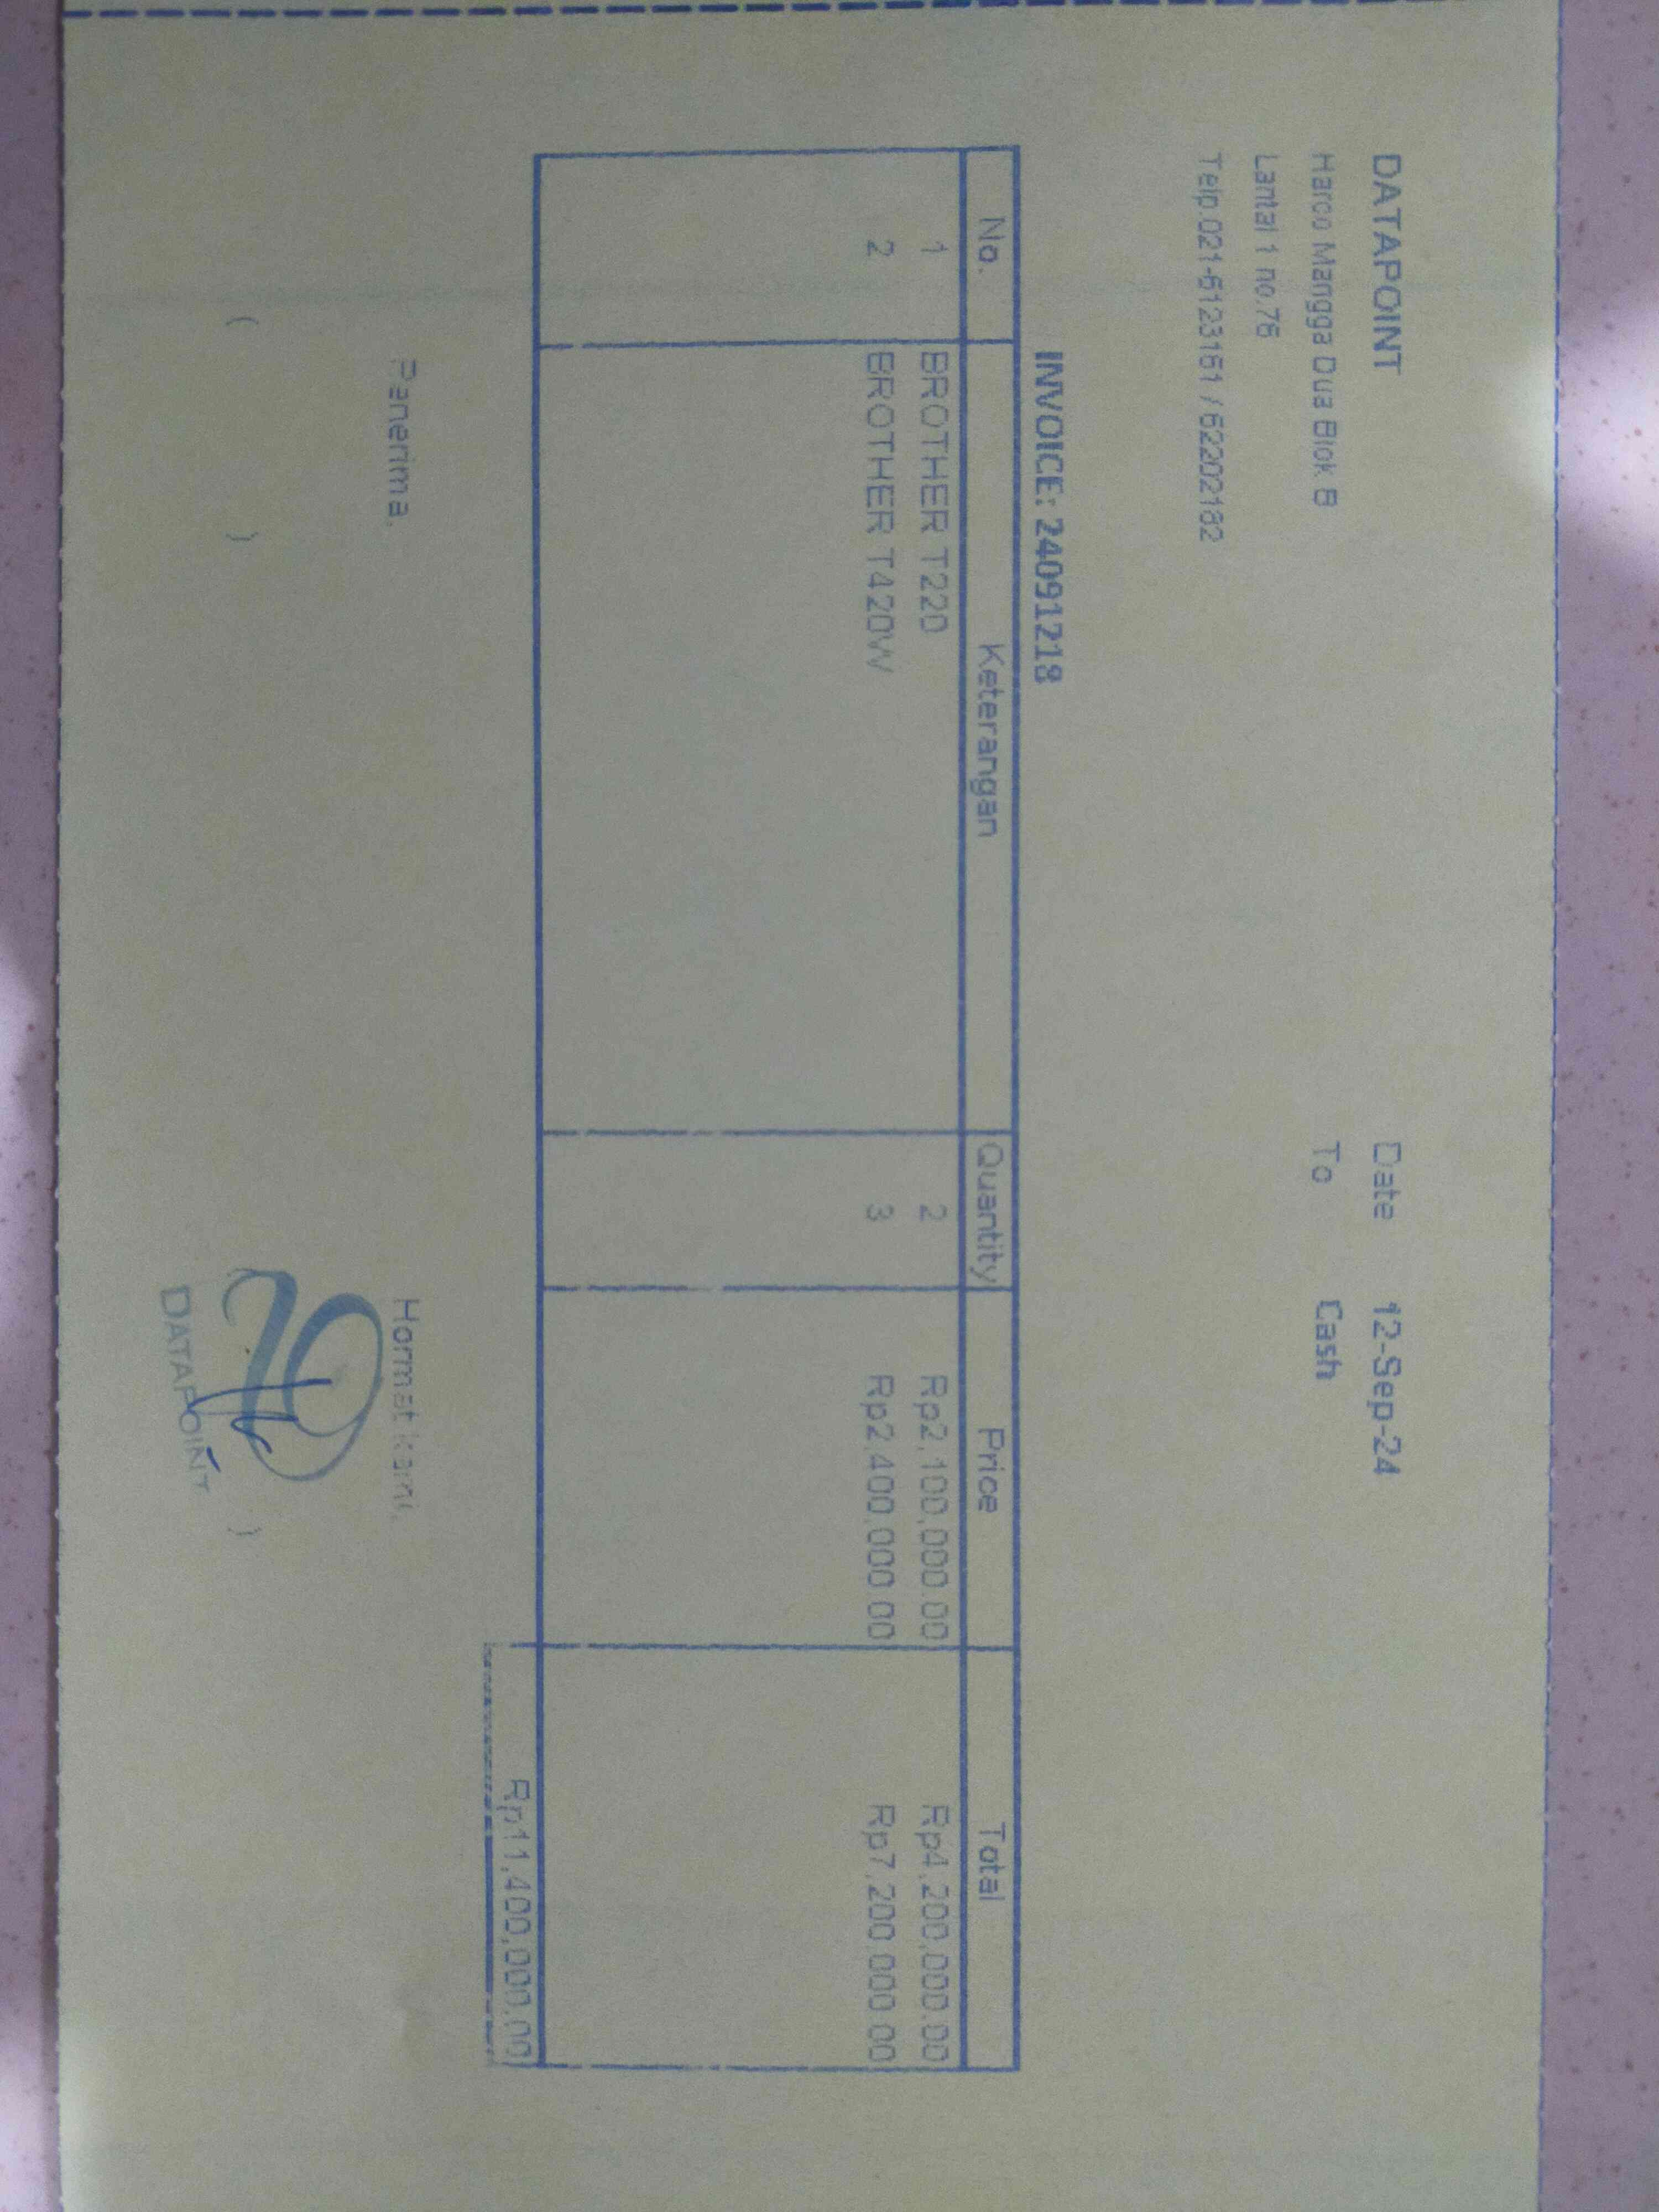 DATAPOINT Date 12-Sep-24
Harco Mangga Dua Blok B To Cash
Lantai 1 no.76
Telp.021-6123161 / 62202182
INVOICE: 24091218
No. Keterangan Quantity Price Total
1 BROTHER T220 2 Rp2,100,000.00 Rp4,200,000.00
2 BROTHER T420W 3 Rp2,400,000.00 Rp7,200,000.00
Rp11,400,000.00
Penerima, Hormat kami,
( ) )
DATAPOINT